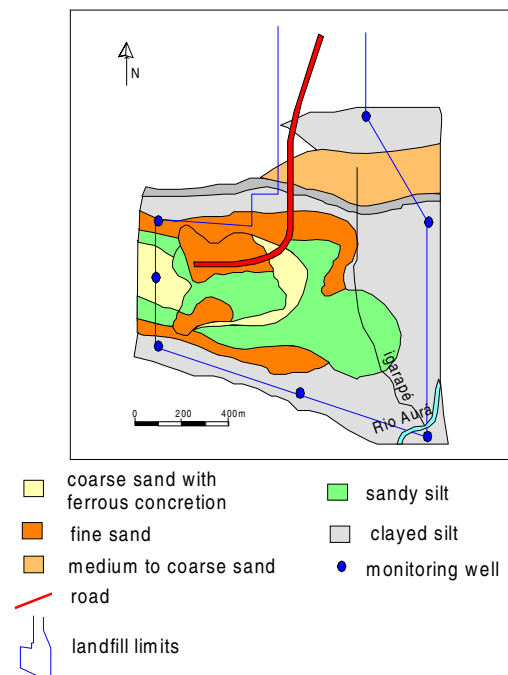 N
igarapé
Rio Aurá
0 200 400m
coarse sand with
ferrous concretion
fine sand
medium to coarse sand
road
landfill limits
sandy silt
clayed silt
monitoring well